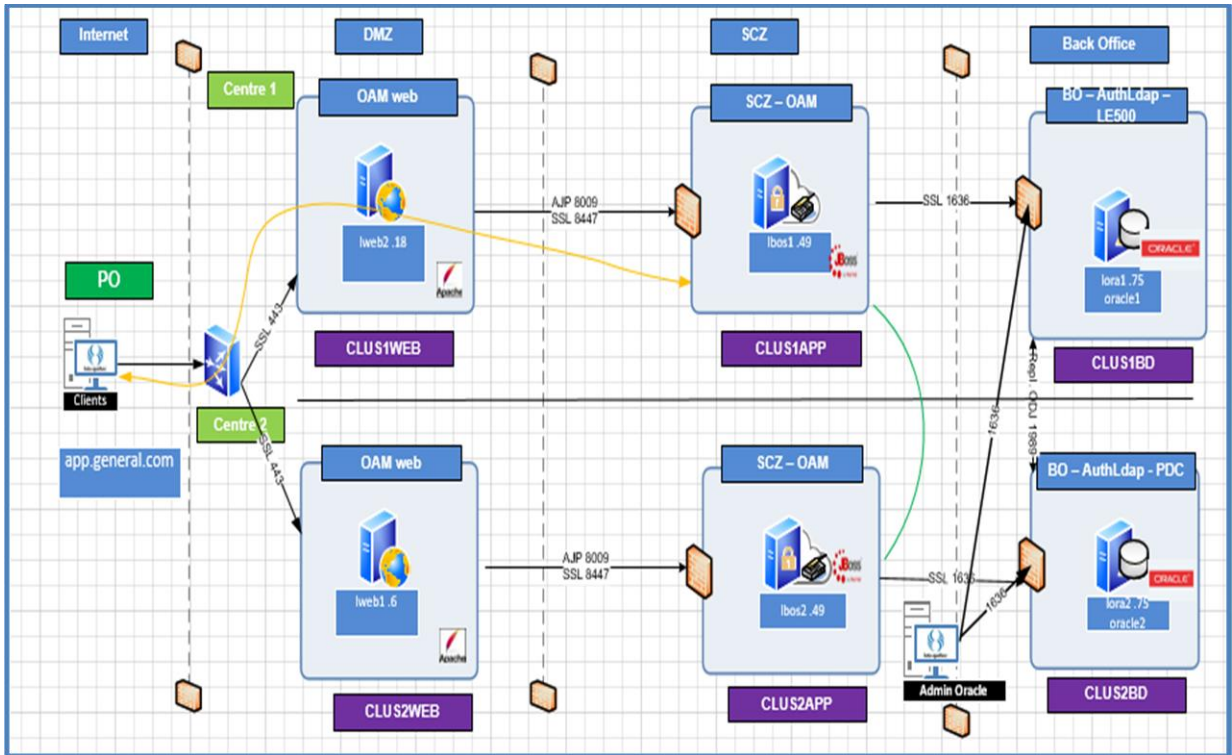 Internet
DMZ
SCZ
Back Office
Centre 1
OAM web
SCZ – OAM
BO – AuthLdap –
LE500
AJP 8009
SSL 8447
SSL 1636
lweb2 .18
Apache
lbos1 .49
JBoss
ORACLE
lora1 .75
oracle1
PO
SSL 443
CLUS1WEB
CLUS1APP
CLUS1BD
Clients
Centre 2
SSL 443
1636
Repl. ODJ 1989
app.general.com
OAM web
SCZ – OAM
BO – AuthLdap - PDC
AJP 8009
SSL 8447
SSL 1636
lweb1 .6
Apache
lbos2 .49
JBoss
1636
ORACLE
lora2 .75
oracle2
Admin Oracle
CLUS2WEB
CLUS2APP
CLUS2BD